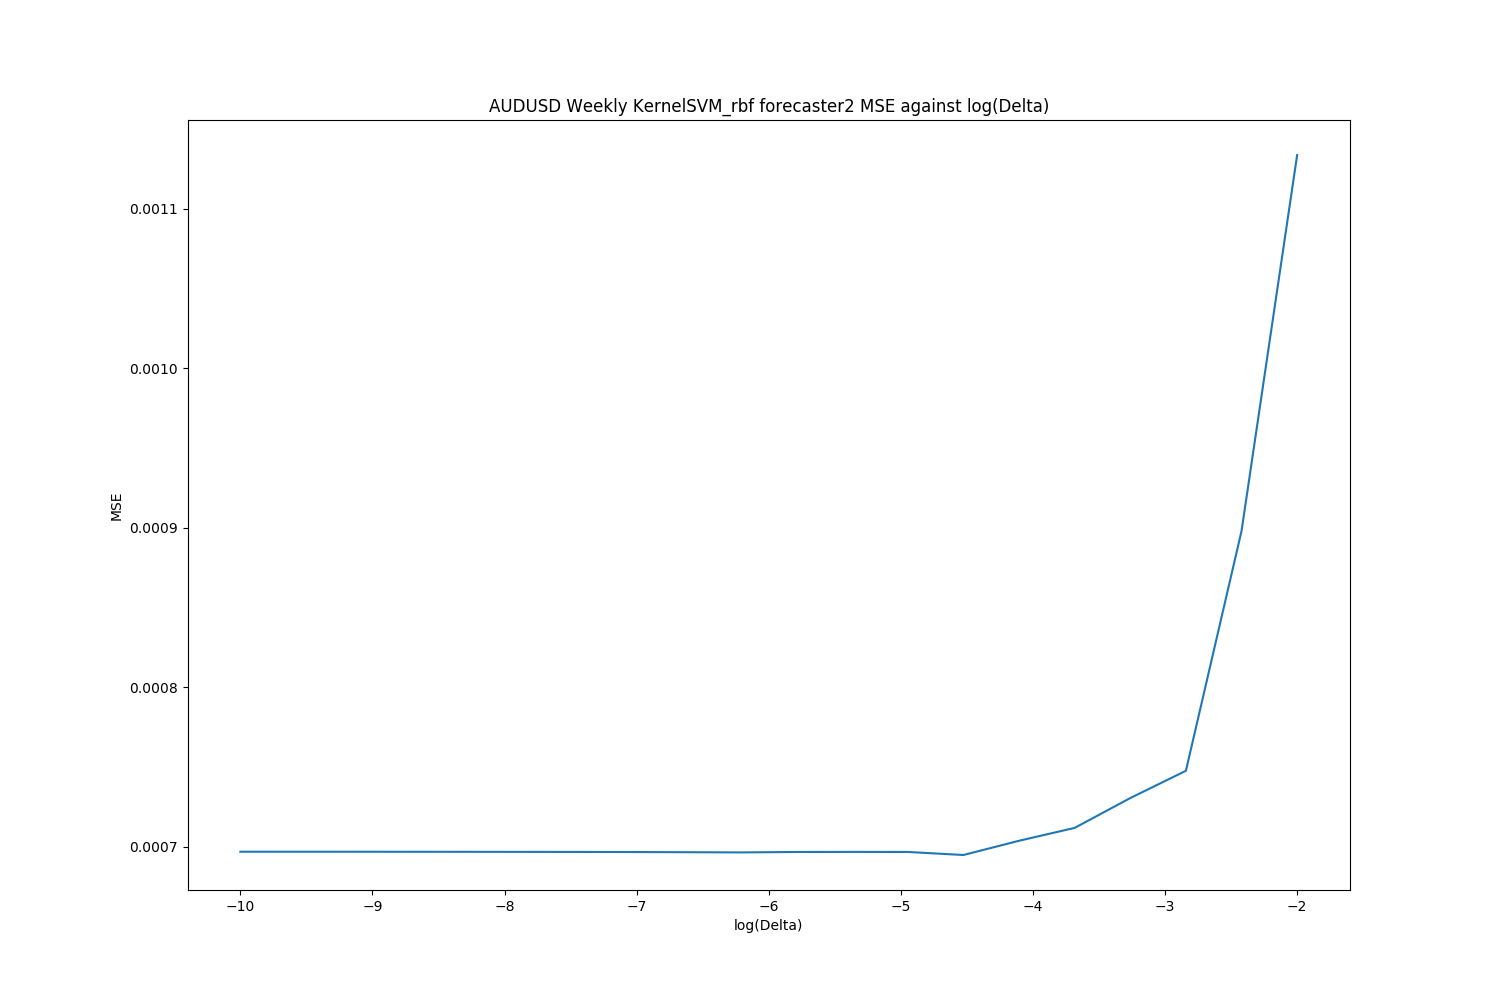 AUDUSD Weekly KernelSVM_rbf forecaster2 MSE against log(Delta)
0.0011
0.0010
0.0009
0.0008
0.0007
MSE
−10 −9 −8 −7 −6 −5 −4 −3 −2
log(Delta)